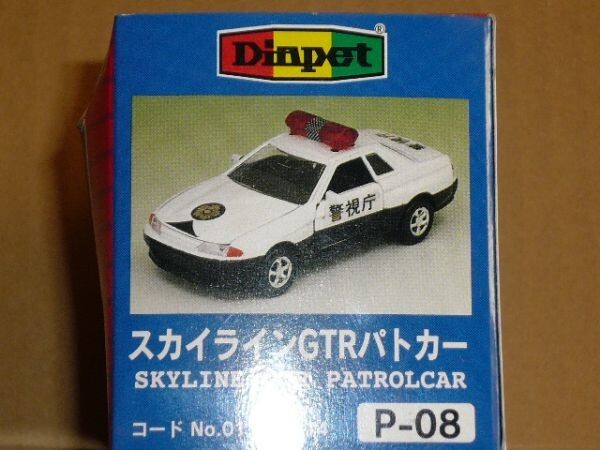 Dinpet
®
警視庁
スカイラインGTRパトカー
SKYLINE PATROLCAR
コード No.01
P-08